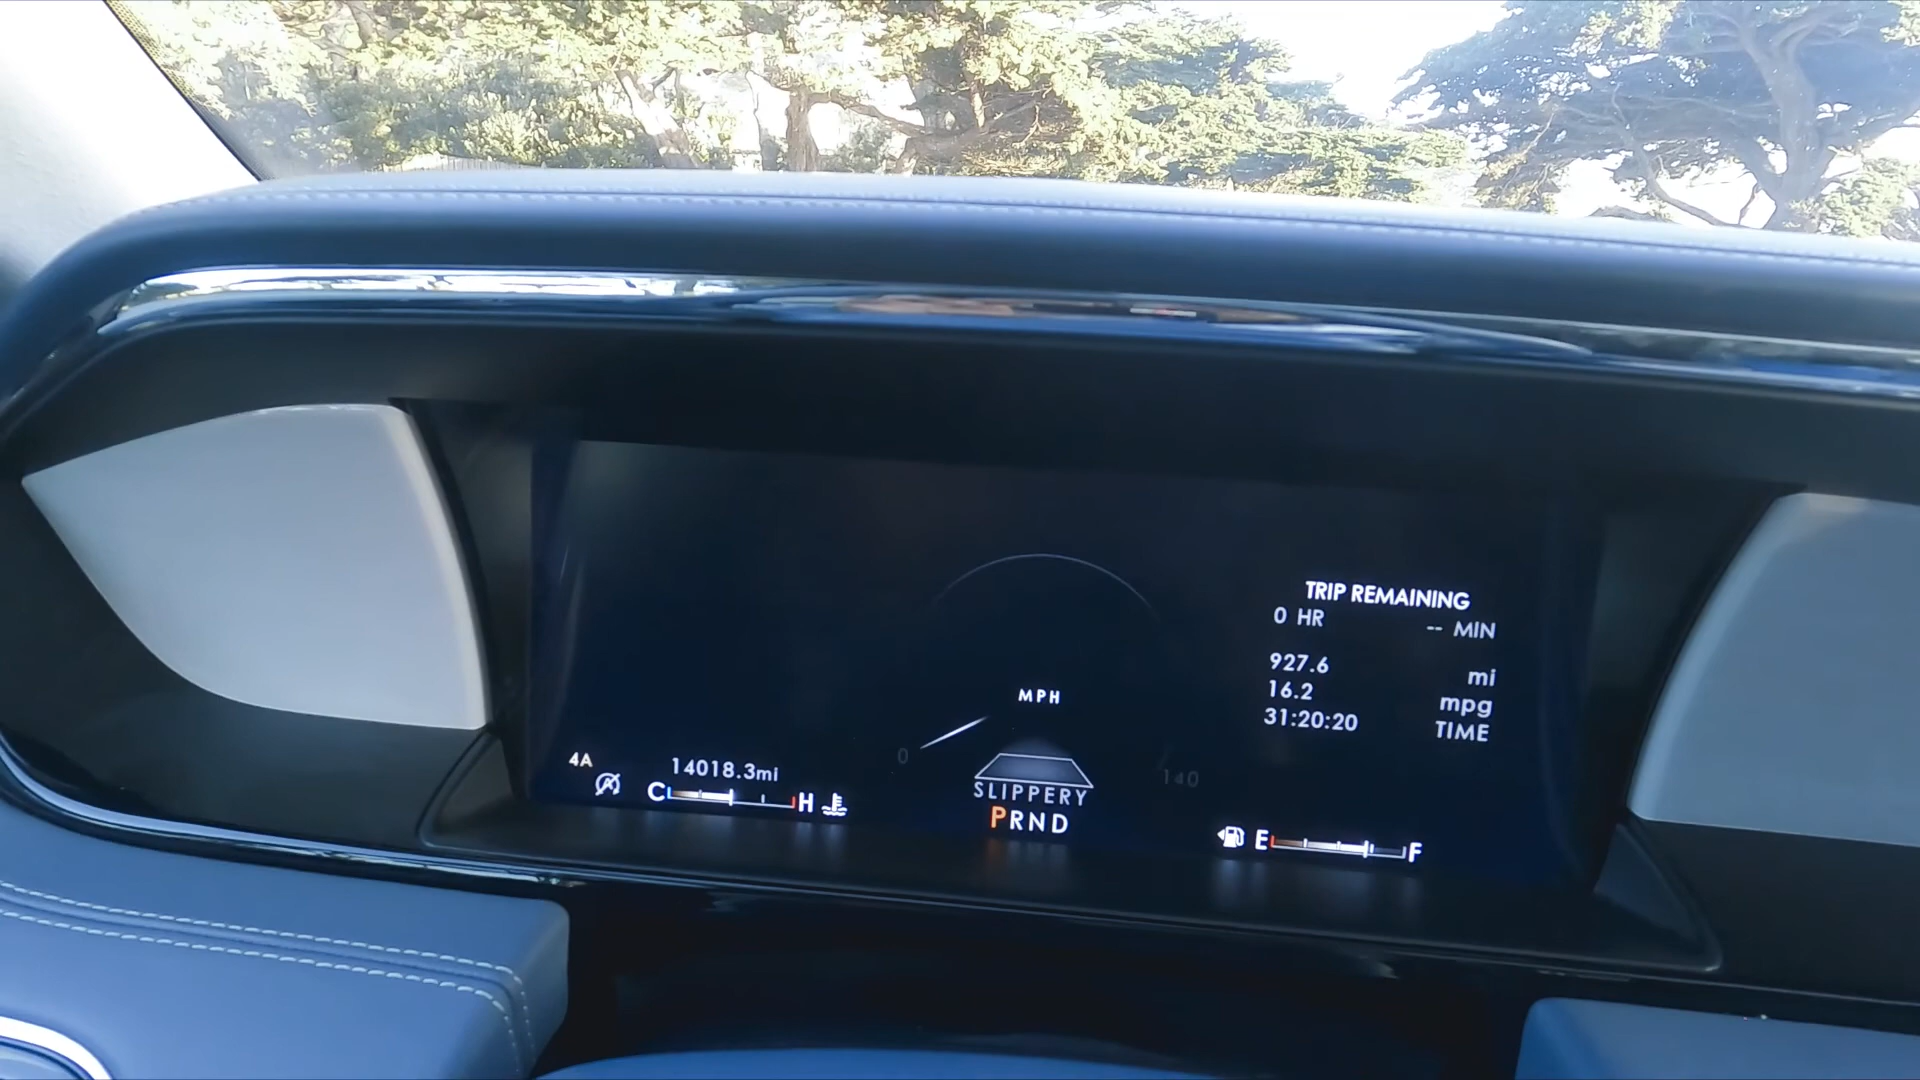 TRIP REMAINING
0 HR -- MIN
927.6 mi
16.2 mpg
31:20:20 TIME
MPH
0 140
4A
14018.3mi
C H
SLIPPERY
PRND
E F